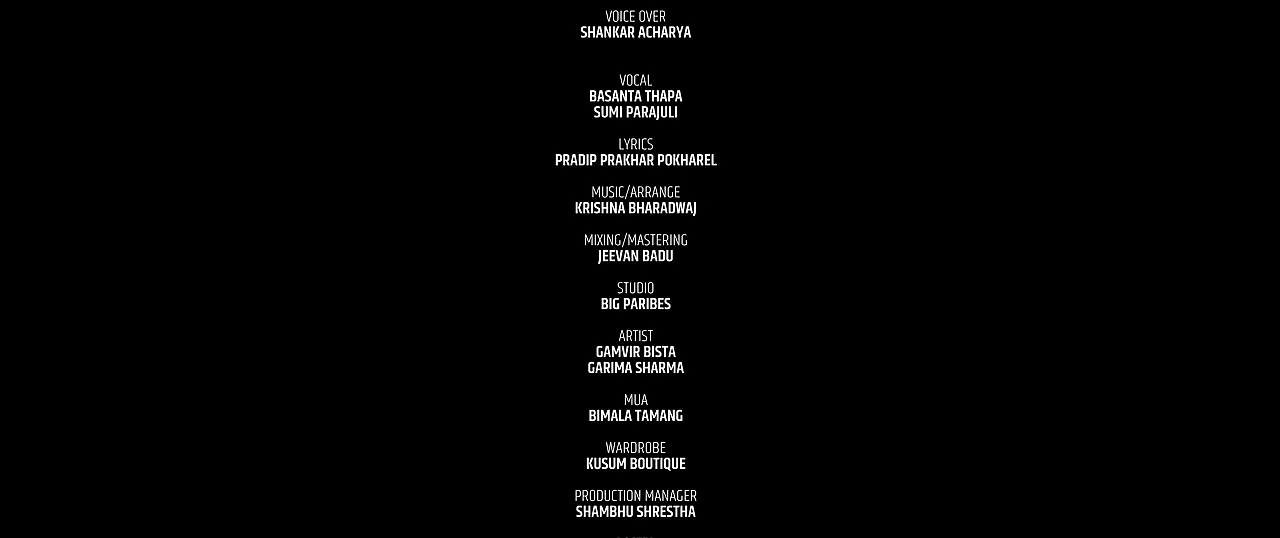 VOICE OVER
SHANKAR ACHARYA
VOCAL
BASANTA THAPA
SUMI PARAJULI
LYRICS
PRADIP PRAKHAR POKHAREL
MUSIC/ARRANGE
KRISHNA BHARADWAJ
MIXING/MASTERING
JEEVAN BADU
STUDIO
BIG PARIBES
ARTIST
GAMVIR BISTA
GARIMA SHARMA
MUA
BIMALA TAMANG
WARDROBE
KUSUM BOUTIQUE
PRODUCTION MANAGER
SHAMBHU SHRESTHA